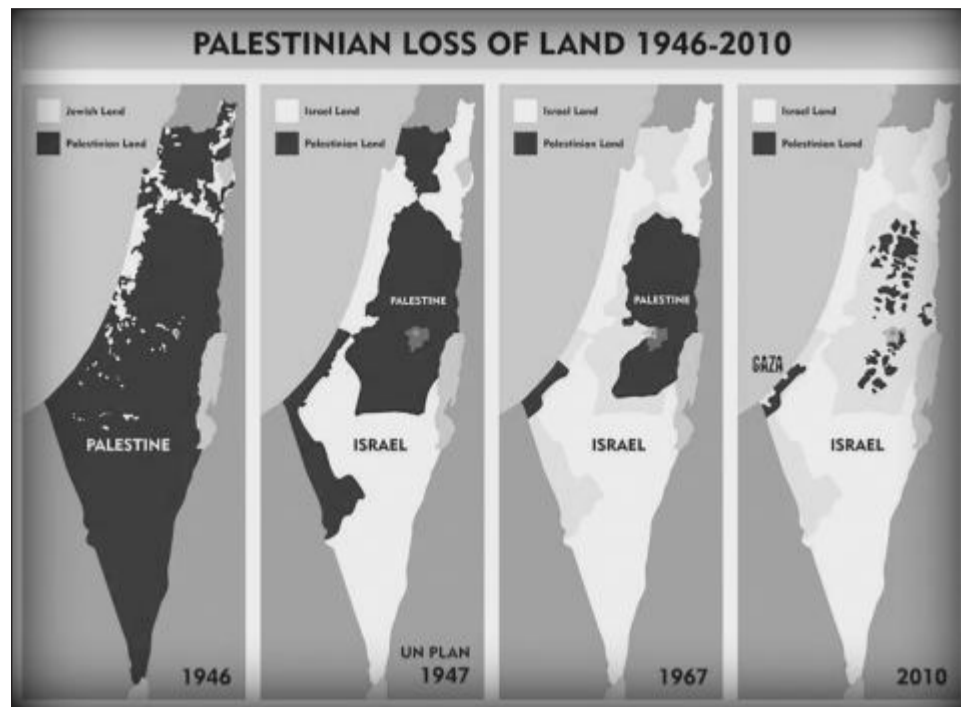 PALESTINIAN LOSS OF LAND 1946-2010
Jewish Land
Palestinian Land
PALESTINE
1946
Israel Land
Palestinian Land
PALESTINE
ISRAEL
UN PLAN
1947
Israel Land
Palestinian Land
PALESTINE
ISRAEL
1967
Israel Land
Palestinian Land
GAZA
ISRAEL
2010